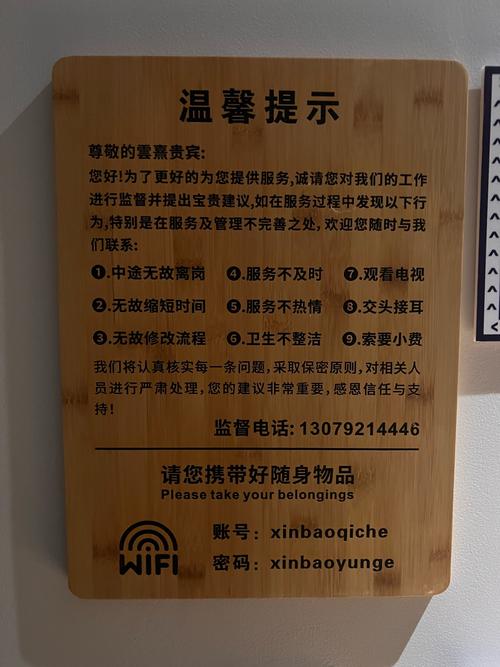 温馨提示
尊敬的雲熹贵宾:
您好!为了更好的为您提供服务,诚请您对我们的工作
进行监督并提出宝贵建议,如在服务过程中发现以下行
为,特别是在服务及管理不完善之处, 欢迎您随时与我
们联系:
❶.中途无故离岗 ❹.服务不及时 ❼.观看电视
❷.无故缩短时间 ❺.服务不热情 ❽.交头接耳
❸.无故修改流程 ❻.卫生不整洁 ❾.索要小费
我们将认真核实每一条问题,采取保密原则,对相关人
员进行严肃处理,您的建议非常重要,感恩信任与支
持!
监督电话: 13079214446
请您携带好随身物品
Please take your belongings
账号: xinbaoqiche
WIFI
密码: xinbaoyunge